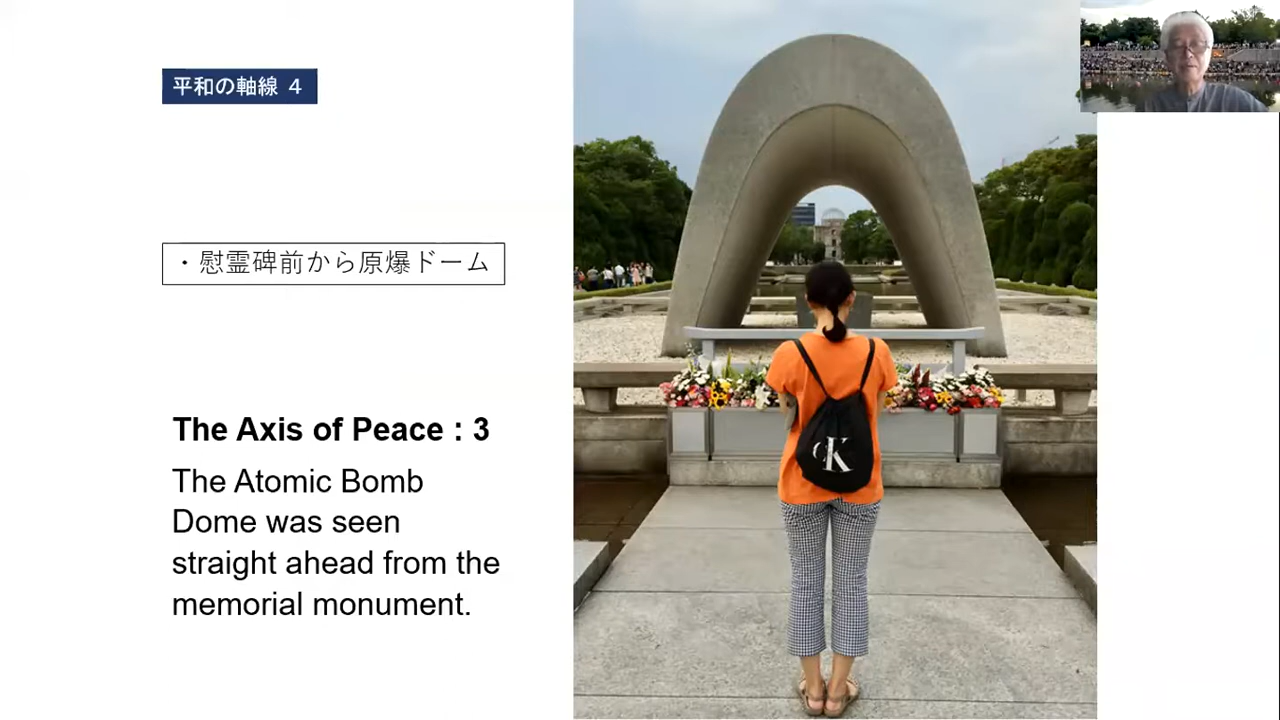 平和の軸線 4
・慰霊碑前から原爆ドーム
The Axis of Peace : 3
The Atomic Bomb
Dome was seen
straight ahead from the
memorial monument.
cK